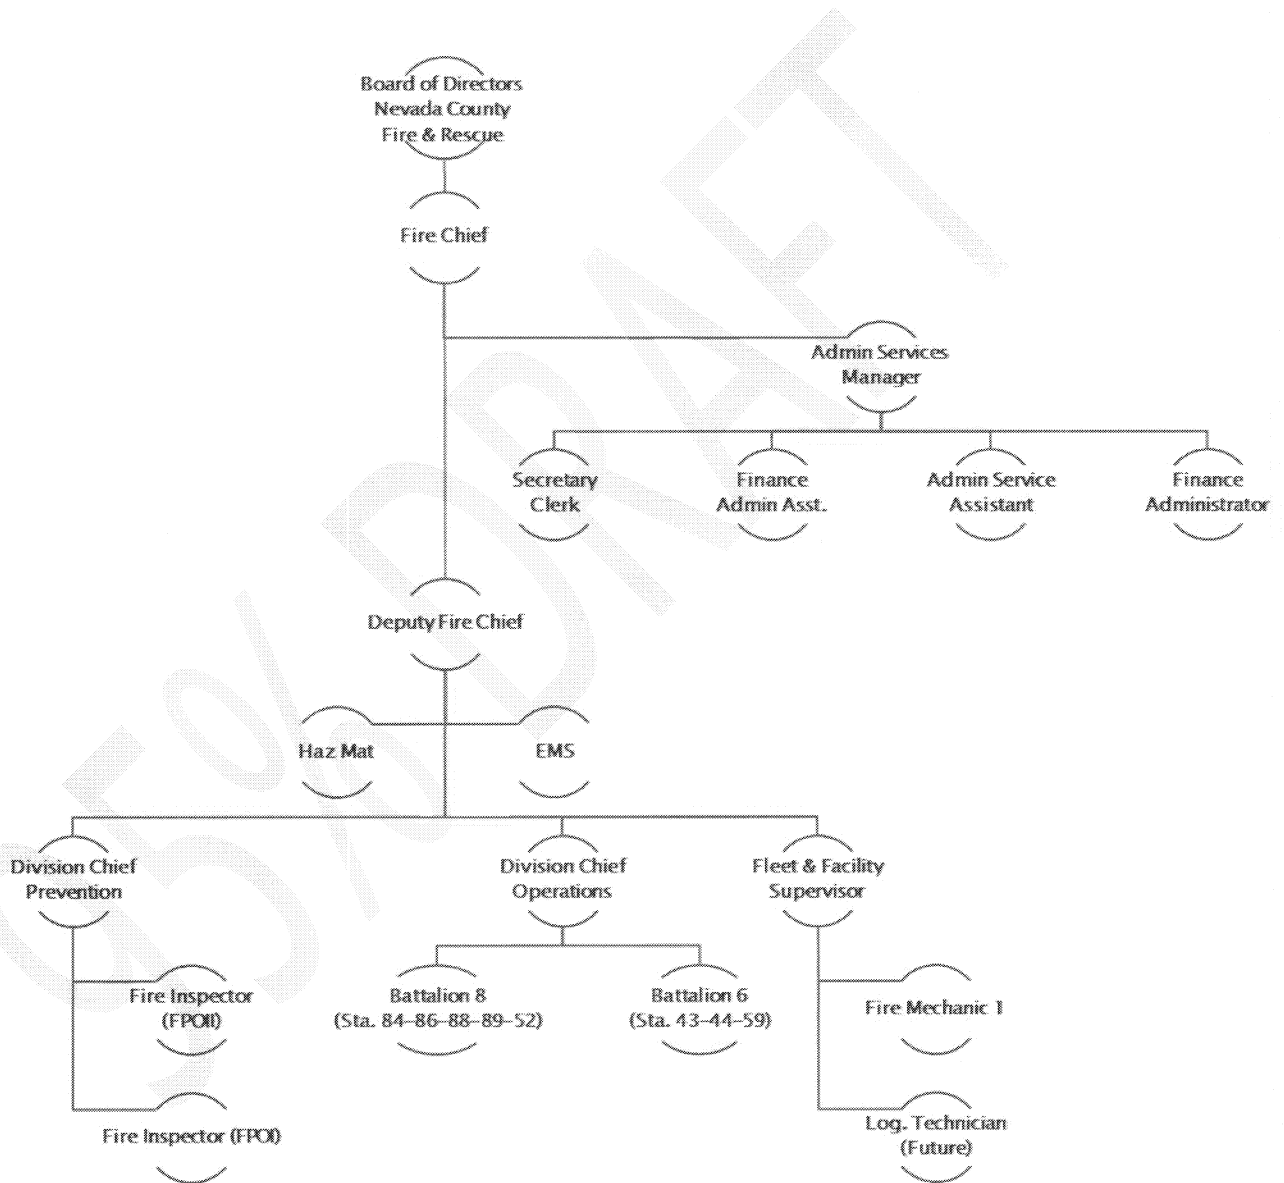 Board of Directors
Nevada County
Fire & Rescue
Fire Chief
Admin Services
Manager
Secretary
Clerk
Finance
Admin Asst.
Admin Service
Assistant
Finance
Administrator
Deputy Fire Chief
Haz Mat
EMS
Division Chief
Prevention
Division Chief
Operations
Fleet & Facility
Supervisor
Fire Inspector
(FPOII)
Battalion 8
(Sta. 84-86-88-89-52)
Battalion 6
(Sta. 43-44-59)
Fire Mechanic 1
Fire Inspector (FPOI)
Log. Technician
(Future)
95% DRAFT